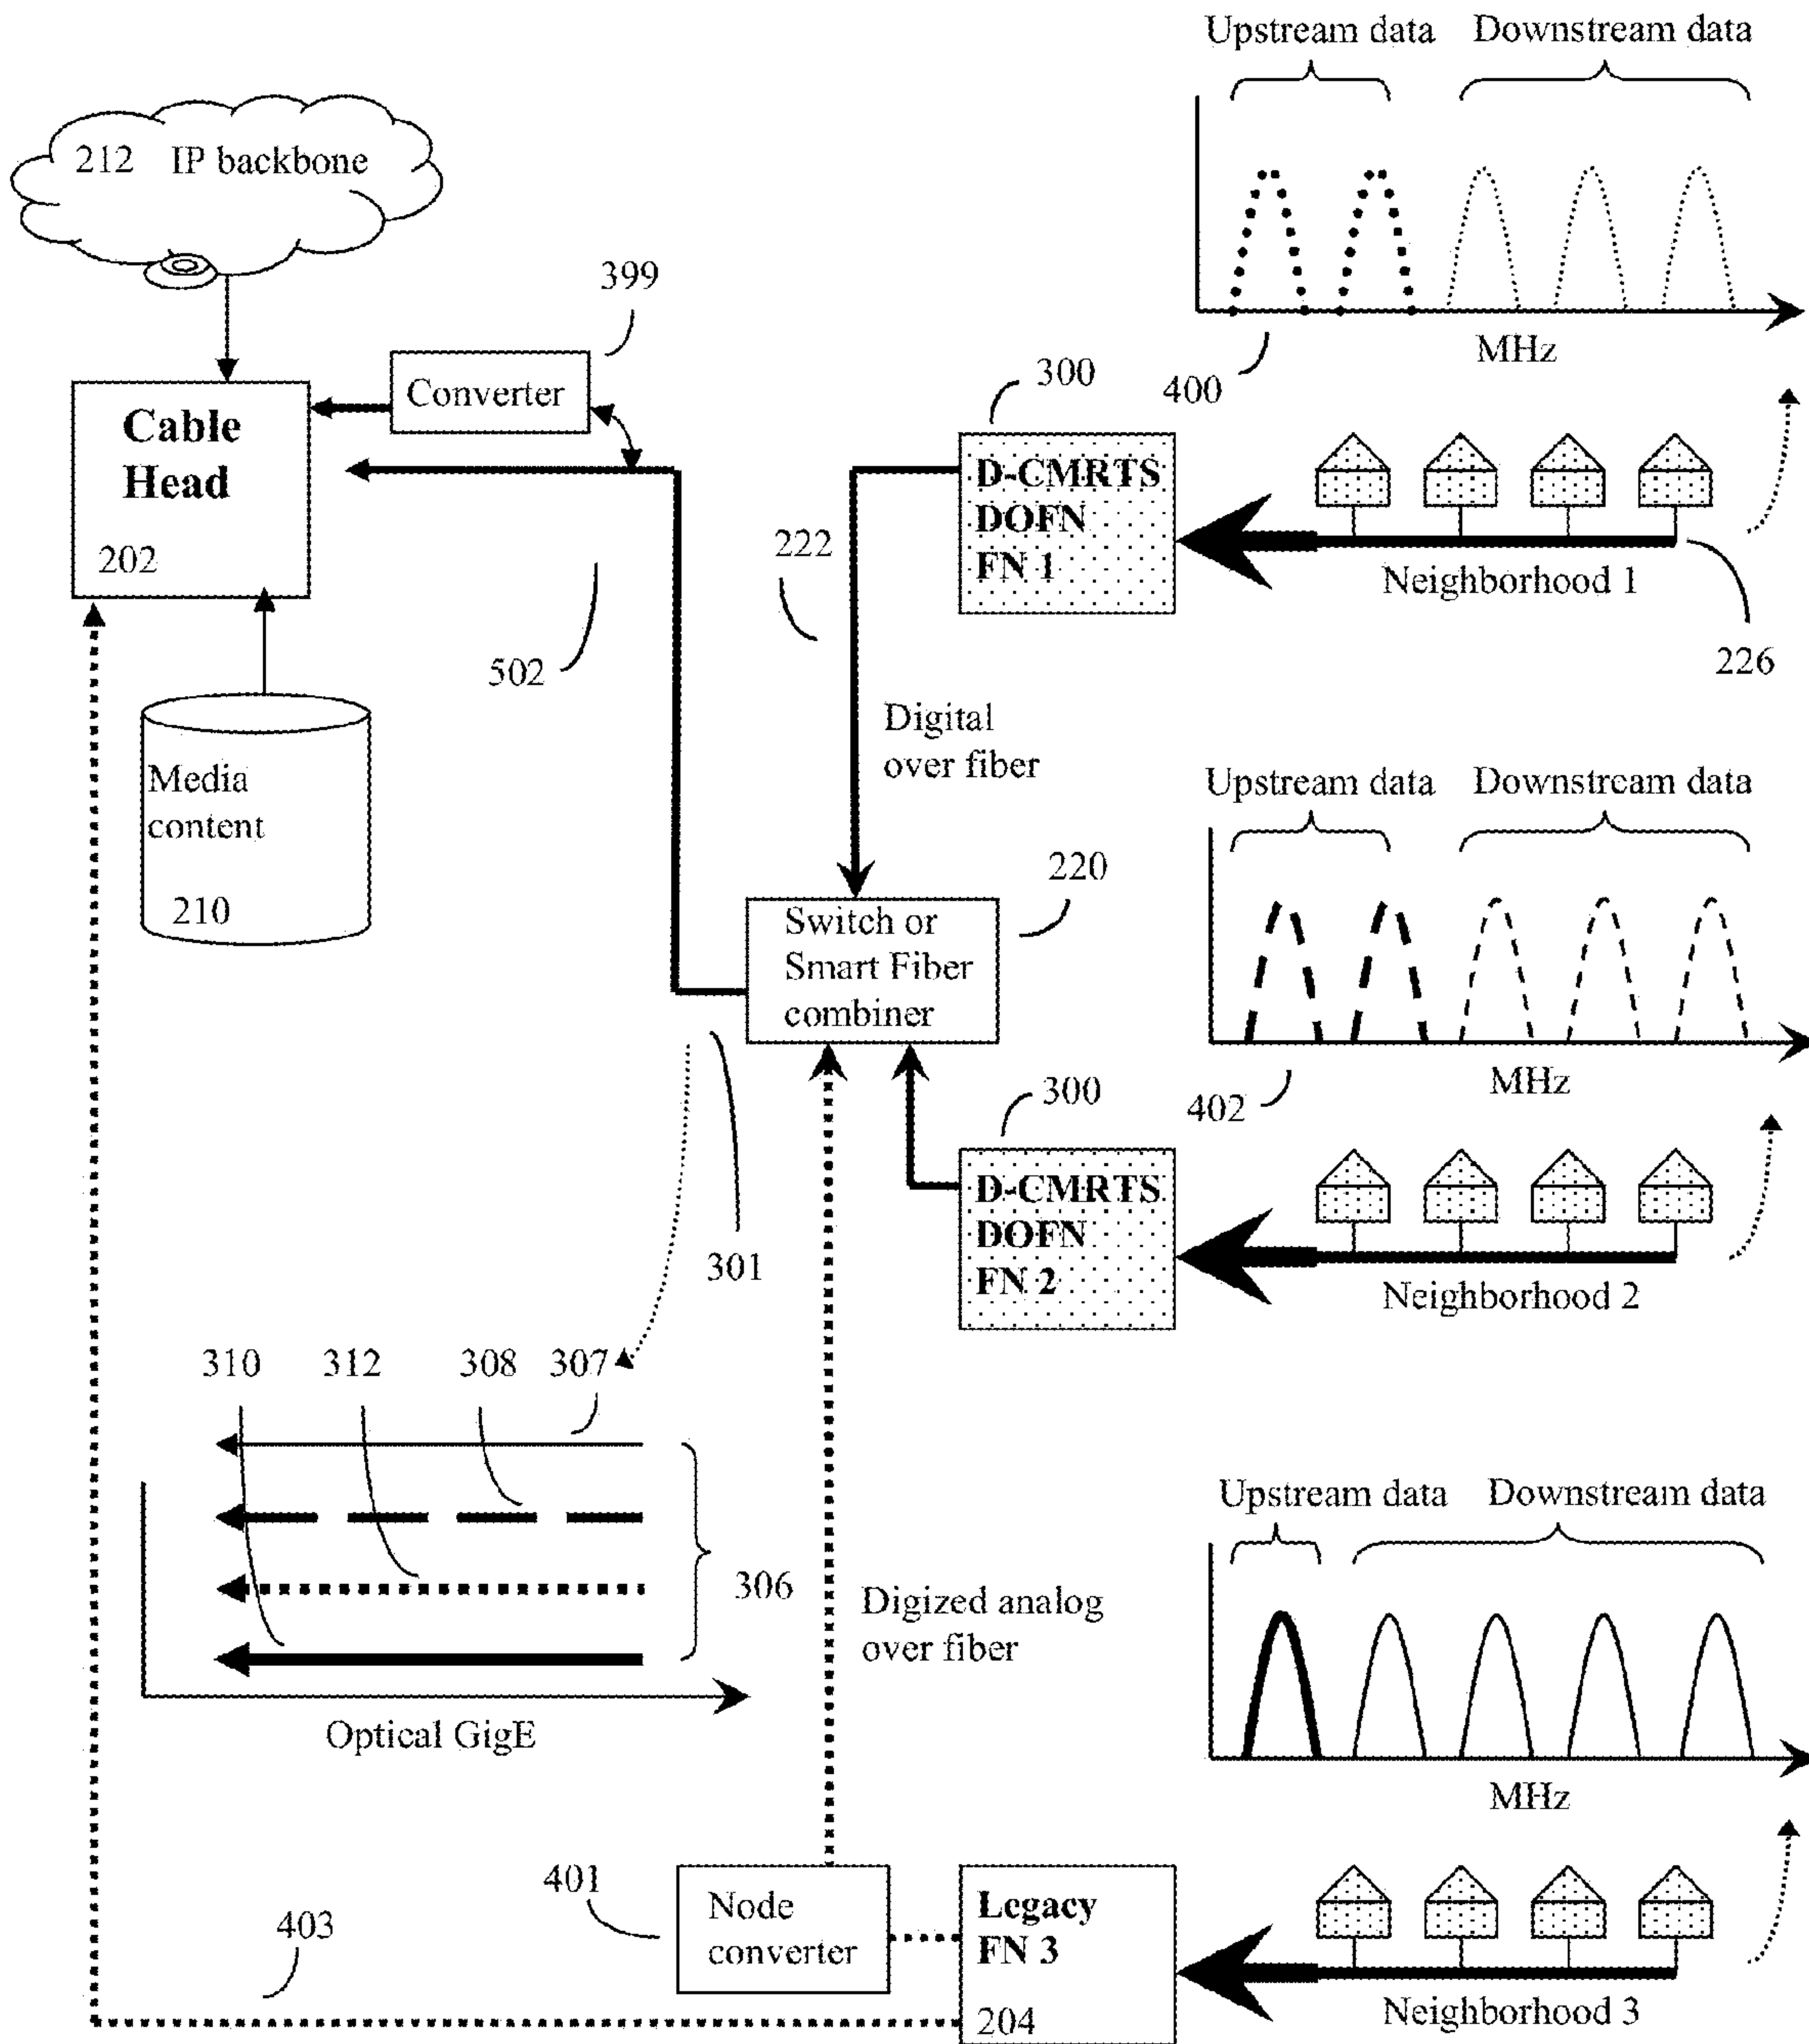 Upstream data
Downstream data
212 IP backbone
399
Converter
MHz
400
300
Cable
Head
202
D-CMRTS
DOFN
FN 1
222
Neighborhood 1
226
502
Digital
over fiber
Media
content
210
Upstream data
Downstream data
220
Switch or
Smart Fiber
combiner
MHz
402
300
D-CMRTS
DOFN
FN 2
301
Neighborhood 2
310
312
308
307
306
Optical GigE
Digized analog
over fiber
Upstream data
Downstream data
MHz
401
Node
converter
Legacy
FN 3
204
403
Neighborhood 3